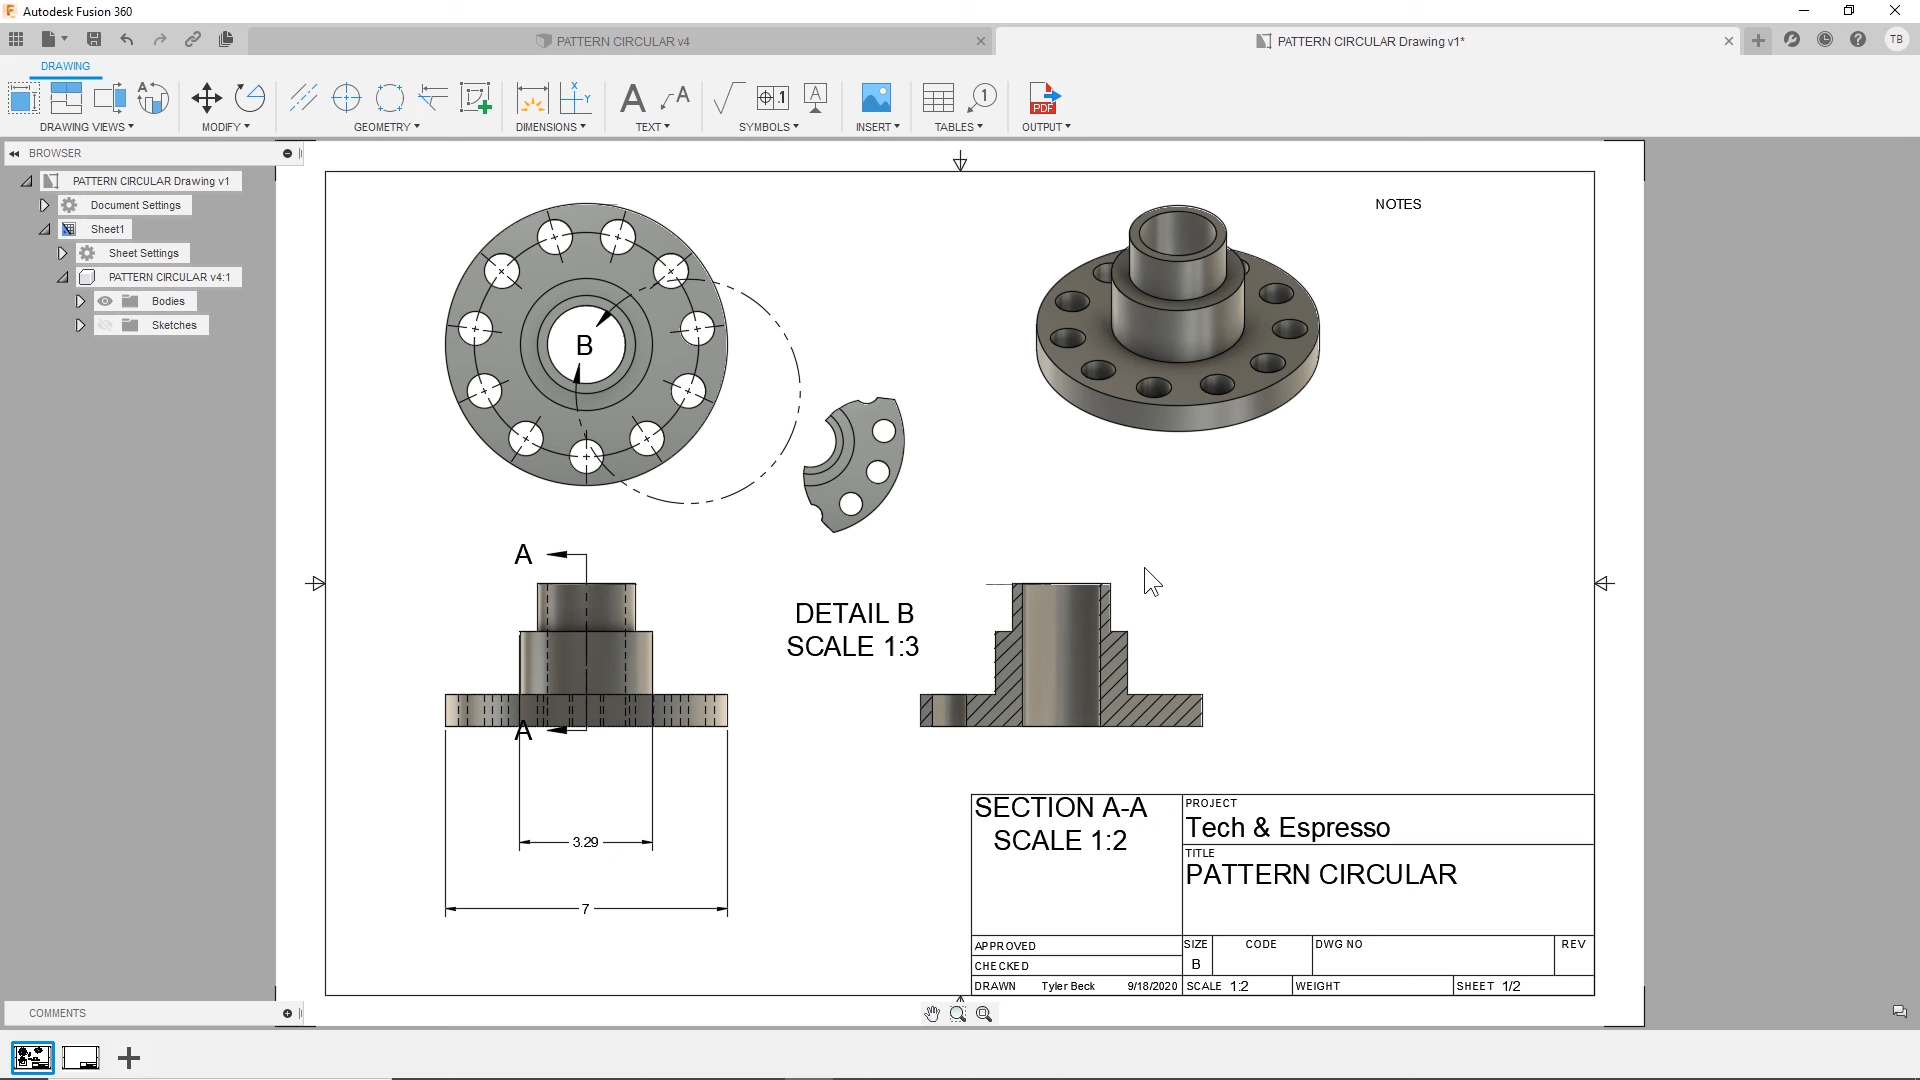 Autodesk Fusion 360
PATTERN CIRCULAR v4
PATTERN CIRCULAR Drawing v1*
TB
DRAWING
A
A
A
X
Y
.1
A
1
PDF
DRAWING VIEWS
MODIFY
GEOMETRY
DIMENSIONS
TEXT
SYMBOLS
INSERT
TABLES
OUTPUT
BROWSER
PATTERN CIRCULAR Drawing v1
Document Settings
Sheet1
Sheet Settings
PATTERN CIRCULAR v4:1
Bodies
Sketches
NOTES
B
A
DETAIL B
SCALE 1:3
A
3.29
7
SECTION A-A
SCALE 1:2
PROJECT
Tech & Espresso
TITLE
PATTERN CIRCULAR
APPROVED
CHECKED
DRAWN Tyler Beck 9/18/2020
SIZE
B
CODE
DWG NO
REV
SCALE 1:2
WEIGHT
SHEET 1/2
COMMENTS